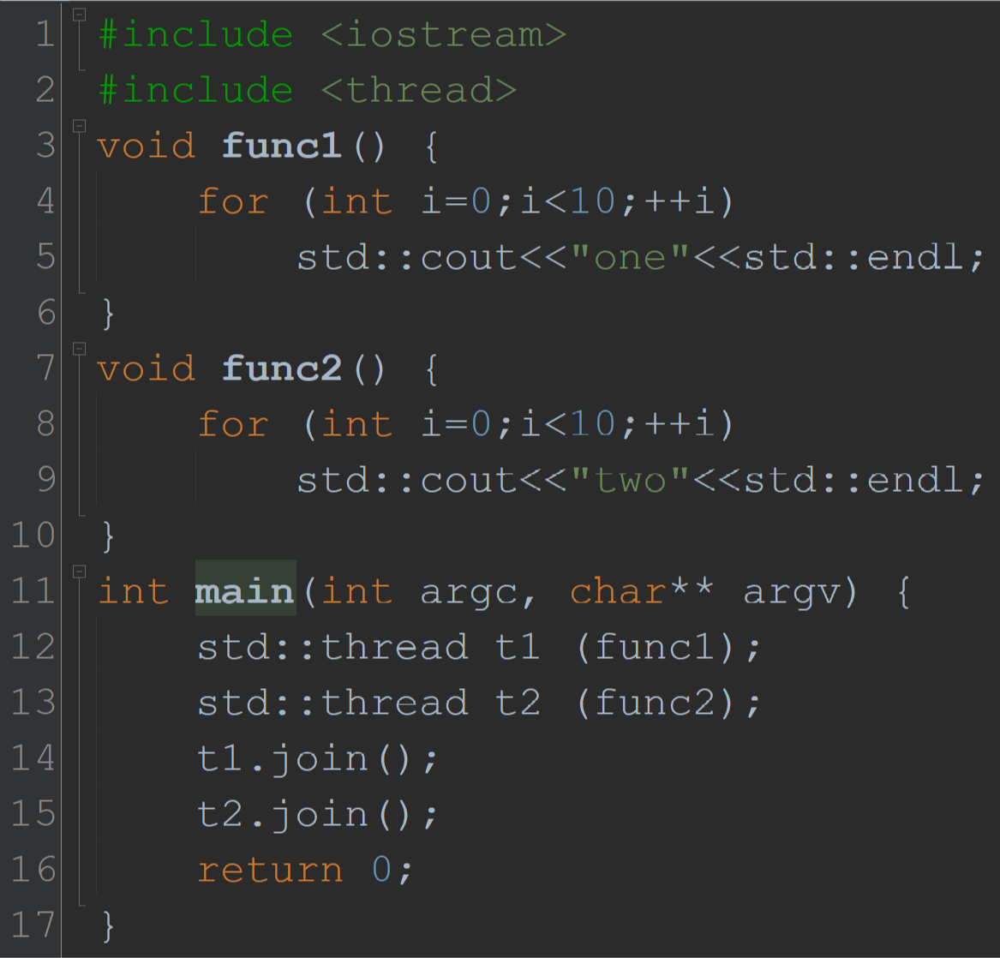 1 #include <iostream>
2 #include <thread>
3 void func1() {
4     for (int i=0;i<10;++i)
5         std::cout<<"one"<<std::endl;
6 }
7 void func2() {
8     for (int i=0;i<10;++i)
9         std::cout<<"two"<<std::endl;
10 }
11 int main(int argc, char** argv) {
12     std::thread t1 (func1);
13     std::thread t2 (func2);
14     t1.join();
15     t2.join();
16     return 0;
17 }